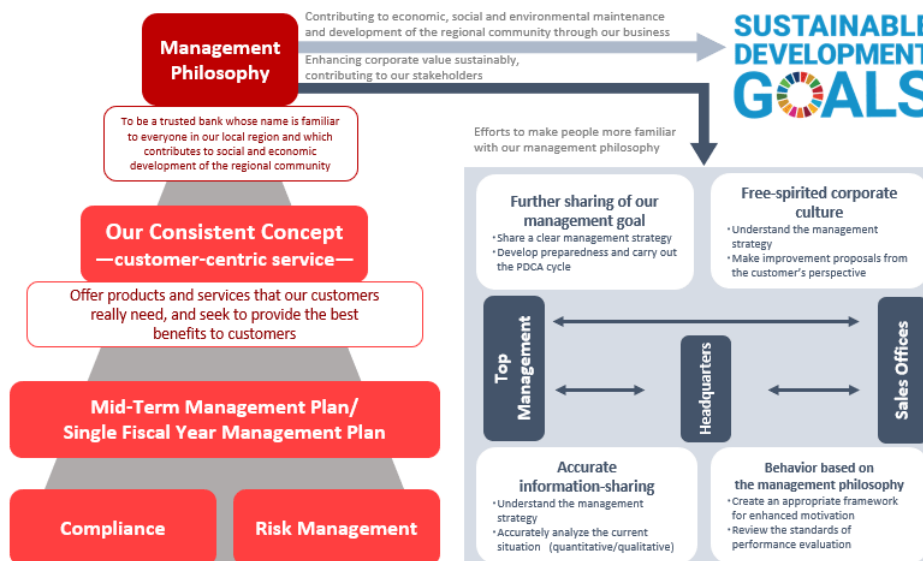 Management
Philosophy
Contributing to economic, social and environmental maintenance
and development of the regional community through our business
Enhancing corporate value sustainably,
contributing to our stakeholders
SUSTAINABLE
DEVELOPMENT
GOALS
To be a trusted bank whose name is familiar
to everyone in our local region and which
contributes to social and economic
development of the regional community
Efforts to make people more familiar
with our management philosophy
Our Consistent Concept
—customer-centric service—
Offer products and services that our customers
really need, and seek to provide the best
benefits to customers
Mid-Term Management Plan/
Single Fiscal Year Management Plan
Compliance
Risk Management
Further sharing of our
management goal
・Share a clear management strategy
・Develop preparedness and carry out
the PDCA cycle
Free-spirited corporate
culture
・Understand the management
strategy
・Make improvement proposals from
the customer's perspective
Top
Management
Headquarters
Sales Offices
Accurate
information-sharing
・Understand the management
strategy
・Accurately analyze the current
situation (quantitative/qualitative)
Behavior based on
the management philosophy
・Create an appropriate framework
for enhanced motivation
・Review the standards of
performance evaluation